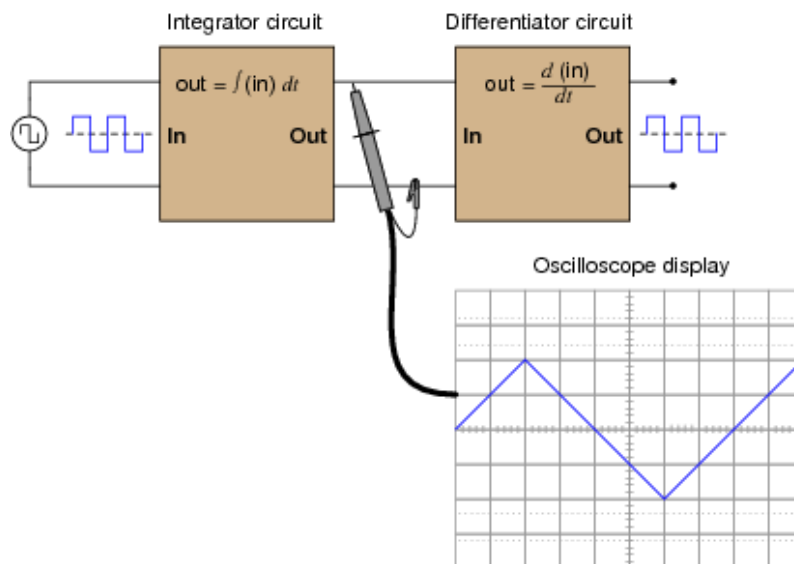 Integrator circuit
Differentiator circuit
out = ∫(in) dt
out = d (in)/dt
In
Out
In
Out
Oscilloscope display